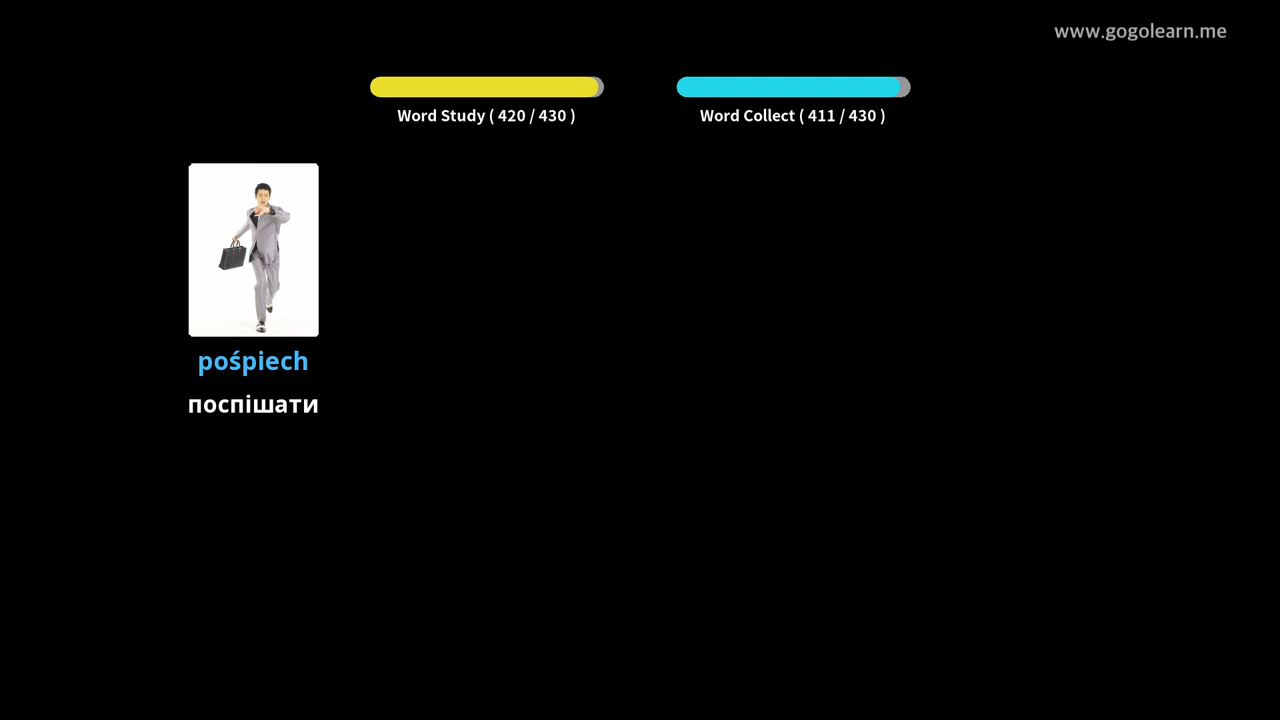 www.gogolearn.me
Word Study ( 420 / 430 )
Word Collect ( 411 / 430 )
pośpiech
поспішати